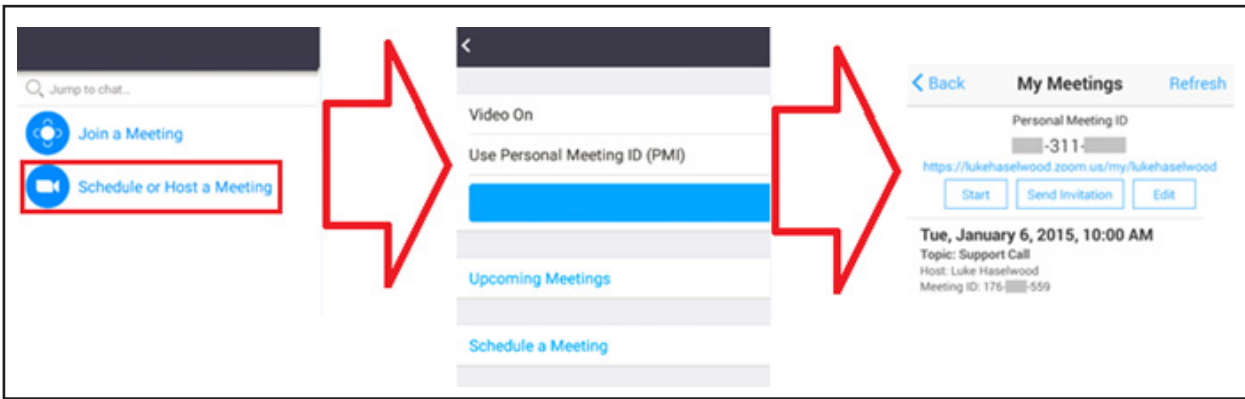 Jump to chat...
Join a Meeting
Schedule or Host a Meeting
Video On
Use Personal Meeting ID (PMI)
Upcoming Meetings
Schedule a Meeting
Back
My Meetings
Refresh
Personal Meeting ID
-311-
https://lukehaselwood.zoom.us/my/lukehaselwood
Start
Send Invitation
Edit
Tue, January 6, 2015, 10:00 AM
Topic: Support Call
Host: Luke Haselwood
Meeting ID: 176- -559